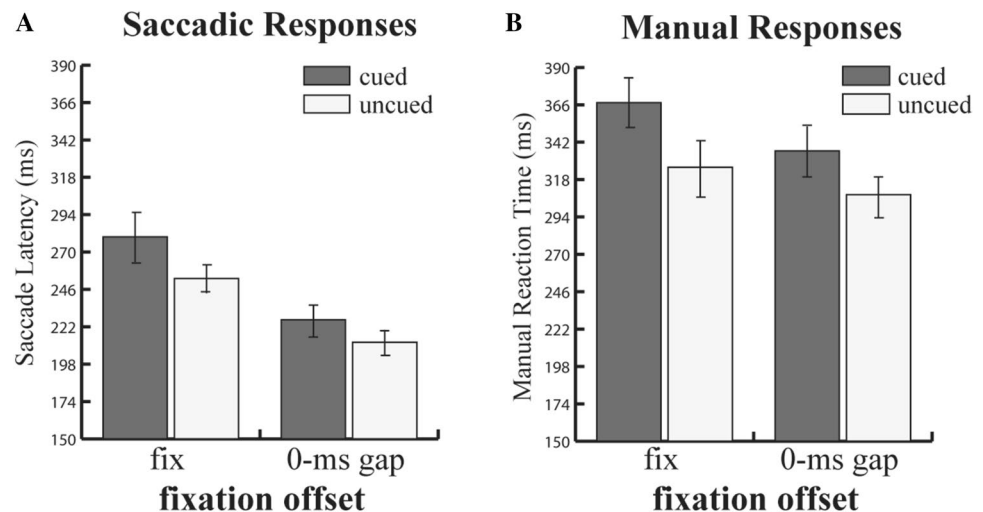 A
Saccadic Responses
cued
uncued
Saccade Latency (ms)
390
366
342
318
294
270
246
222
198
174
150
fix
0-ms gap
fixation offset
B
Manual Responses
cued
uncued
Manual Reaction Time (ms)
390
366
342
318
294
270
246
222
198
174
150
fix
0-ms gap
fixation offset